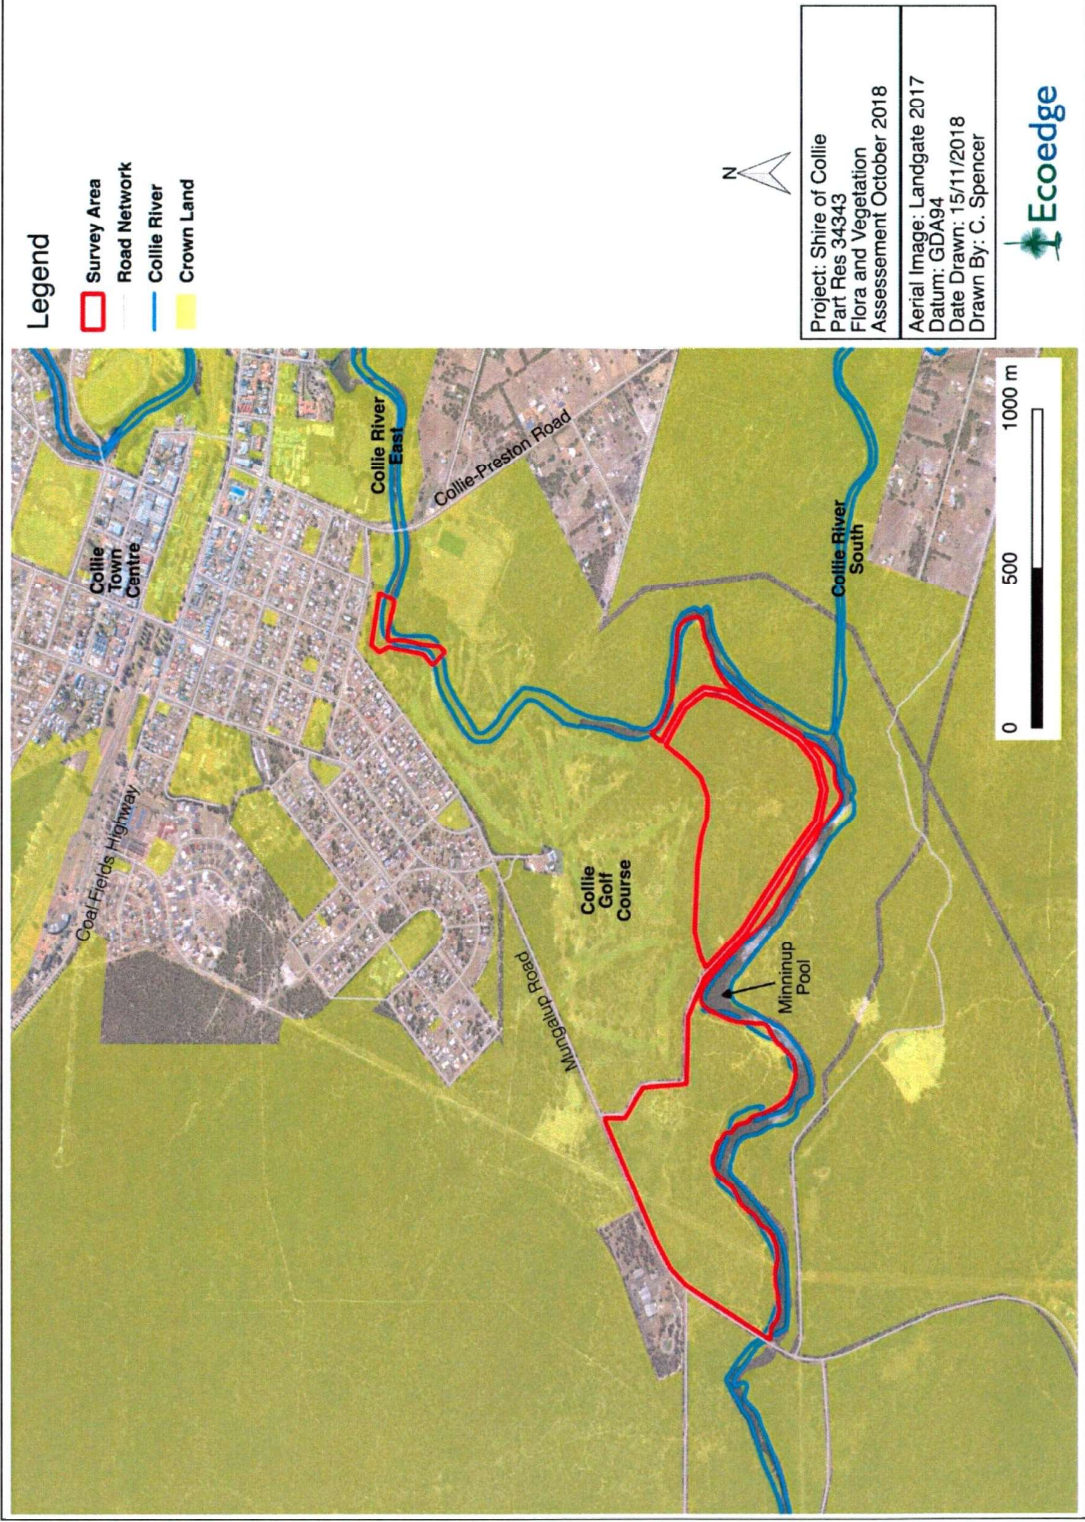 Legend
Survey Area
Road Network
Collie River
Crown Land
N
Project: Shire of Collie
Part Res 34343
Flora and Vegetation
Assessement October 2018
Aerial Image: Landgate 2017
Datum: GDA94
Date Drawn: 15/11/2018
Drawn By: C. Spencer
Ecoedge
Collie
Town
Centre
Coal Fields Highway
Collie River
East
Collie-Preston Road
Collie
Golf
Course
Mungalup Road
Minninup
Pool
Collie River
South
0 500 1000 m